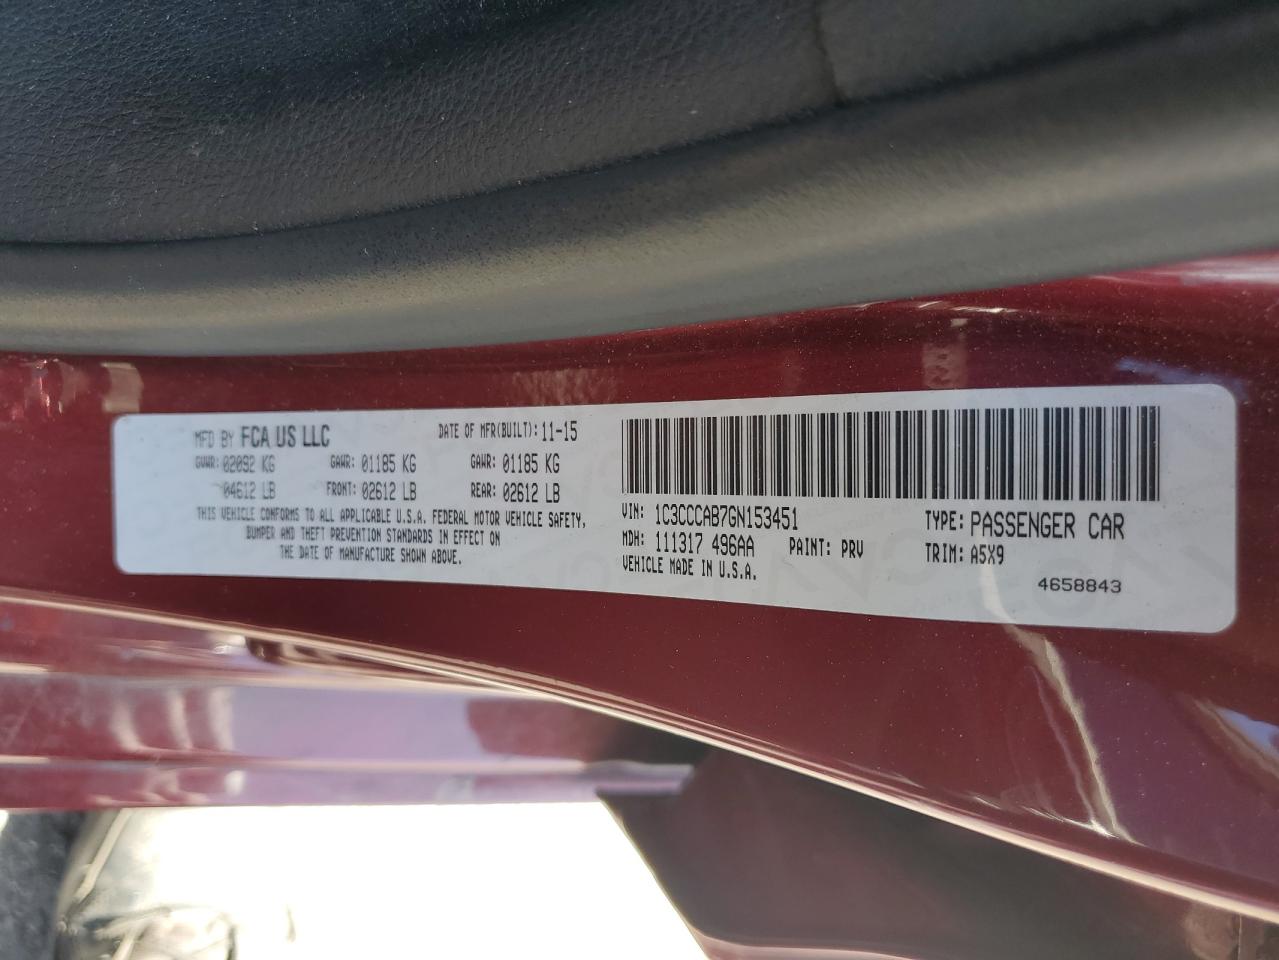 MFD BY FCA US LLC DATE OF MFR(BUILT): 11-15
GVWR: 02092 KG GAWR: 01185 KG GAWR: 01185 KG
04612 LB FRONT: 02612 LB REAR: 02612 LB
THIS VEHICLE CONFORMS TO ALL APPLICABLE U.S.A. FEDERAL MOTOR VEHICLE SAFETY,
BUMPER AND THEFT PREVENTION STANDARDS IN EFFECT ON
THE DATE OF MANUFACTURE SHOWN ABOVE.
VIN: 1C3CCCAB7GN153451 TYPE: PASSENGER CAR
MDH: 111317 496AA PAINT: PRV TRIM: A5X9
VEHICLE MADE IN U.S.A.
4658843